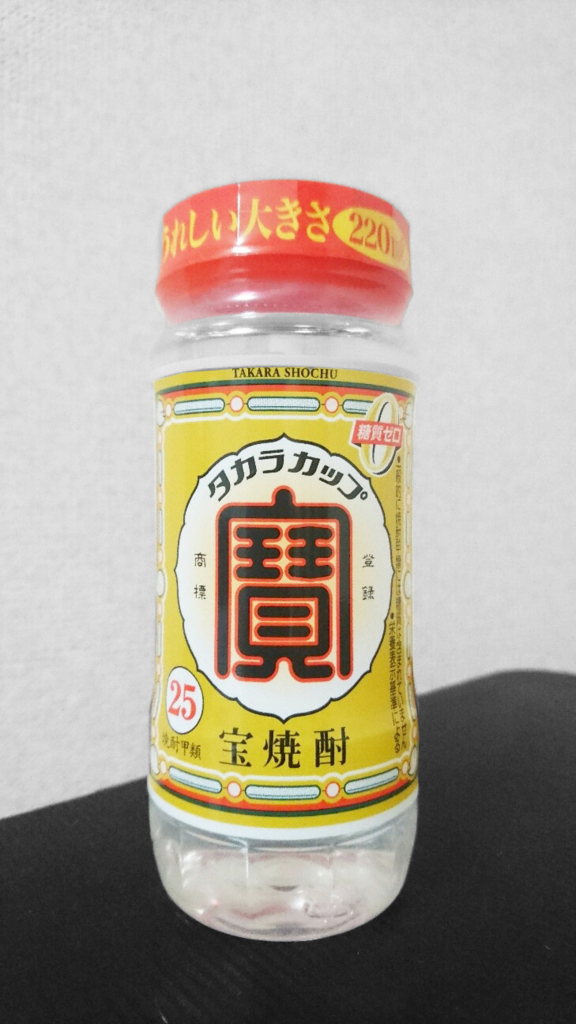 うれしい大きさ 220ml
TAKARA SHOCHU
糖質ゼロ
タカラカップ
寶
登録
商標
25
焼酎甲類
宝焼酎